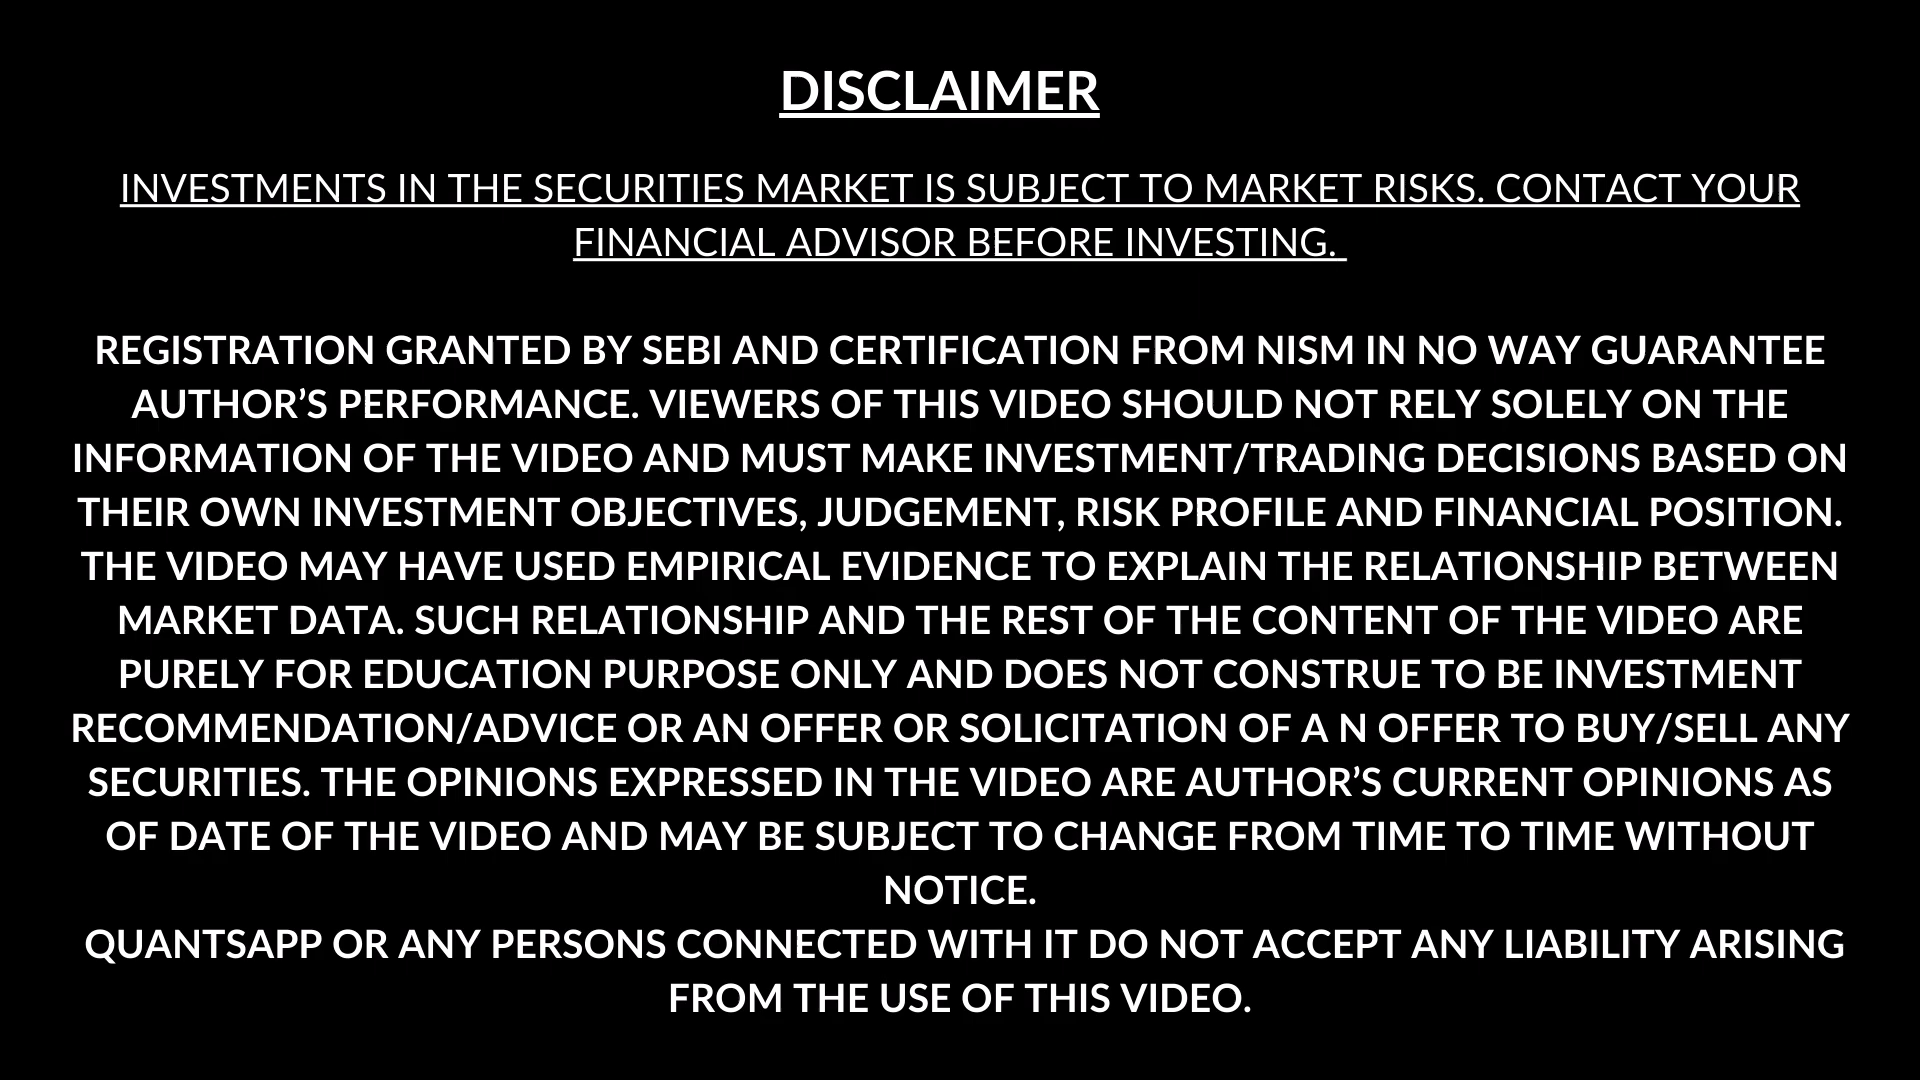 DISCLAIMER
INVESTMENTS IN THE SECURITIES MARKET IS SUBJECT TO MARKET RISKS. CONTACT YOUR
FINANCIAL ADVISOR BEFORE INVESTING.
REGISTRATION GRANTED BY SEBI AND CERTIFICATION FROM NISM IN NO WAY GUARANTEE
AUTHOR’S PERFORMANCE. VIEWERS OF THIS VIDEO SHOULD NOT RELY SOLELY ON THE
INFORMATION OF THE VIDEO AND MUST MAKE INVESTMENT/TRADING DECISIONS BASED ON
THEIR OWN INVESTMENT OBJECTIVES, JUDGEMENT, RISK PROFILE AND FINANCIAL POSITION.
THE VIDEO MAY HAVE USED EMPIRICAL EVIDENCE TO EXPLAIN THE RELATIONSHIP BETWEEN
MARKET DATA. SUCH RELATIONSHIP AND THE REST OF THE CONTENT OF THE VIDEO ARE
PURELY FOR EDUCATION PURPOSE ONLY AND DOES NOT CONSTRUE TO BE INVESTMENT
RECOMMENDATION/ADVICE OR AN OFFER OR SOLICITATION OF A N OFFER TO BUY/SELL ANY
SECURITIES. THE OPINIONS EXPRESSED IN THE VIDEO ARE AUTHOR’S CURRENT OPINIONS AS
OF DATE OF THE VIDEO AND MAY BE SUBJECT TO CHANGE FROM TIME TO TIME WITHOUT
NOTICE.
QUANTSAPP OR ANY PERSONS CONNECTED WITH IT DO NOT ACCEPT ANY LIABILITY ARISING
FROM THE USE OF THIS VIDEO.